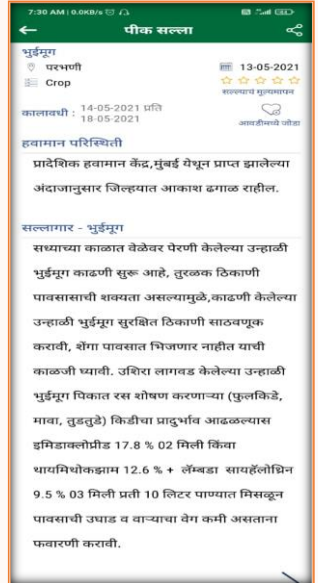 7:30 AM | 0.0KB/s
पीक सल्ला
भुईमूग
परभणी
13-05-2021
Crop
सल्ल्याचं मूल्यमापन
कालावधी : 14-05-2021 प्रति
18-05-2021
आवडीमध्ये जोडा
हवामान परिस्थिती
प्रादेशिक हवामान केंद्र,मुंबई येथून प्राप्त झालेल्या
अंदाजानुसार जिल्हयात आकाश ढगाळ राहील.
सल्लागार - भुईमूग
सध्याच्या काळात वेळेवर पेरणी केलेल्या उन्हाळी
भुईमूग काढणी सुरू आहे, तुरळक ठिकाणी
पावसासाची शक्यता असल्यामुळे,काढणी केलेल्या
उन्हाळी भुईमूग सुरक्षित ठिकाणी साठवणूक
करावी, शेंगा पावसात भिजणार नाहीत याची
काळजी घ्यावी. उशिरा लागवड केलेल्या उन्हाळी
भुईमूग पिकात रस शोषण करणाऱ्या (फुलकिडे,
मावा, तुडतुडे) किडीचा प्रादुर्भाव आढळल्यास
इमिडाक्लोप्रीड 17.8 % 02 मिली किंवा
थायमिथोकझाम 12.6 % + लॅम्बडा सायहॅलोथ्रिन
9.5 % 03 मिली प्रती 10 लिटर पाण्यात मिसळून
पावसाची उघाड व वाऱ्याचा वेग कमी असताना
फवारणी करावी.